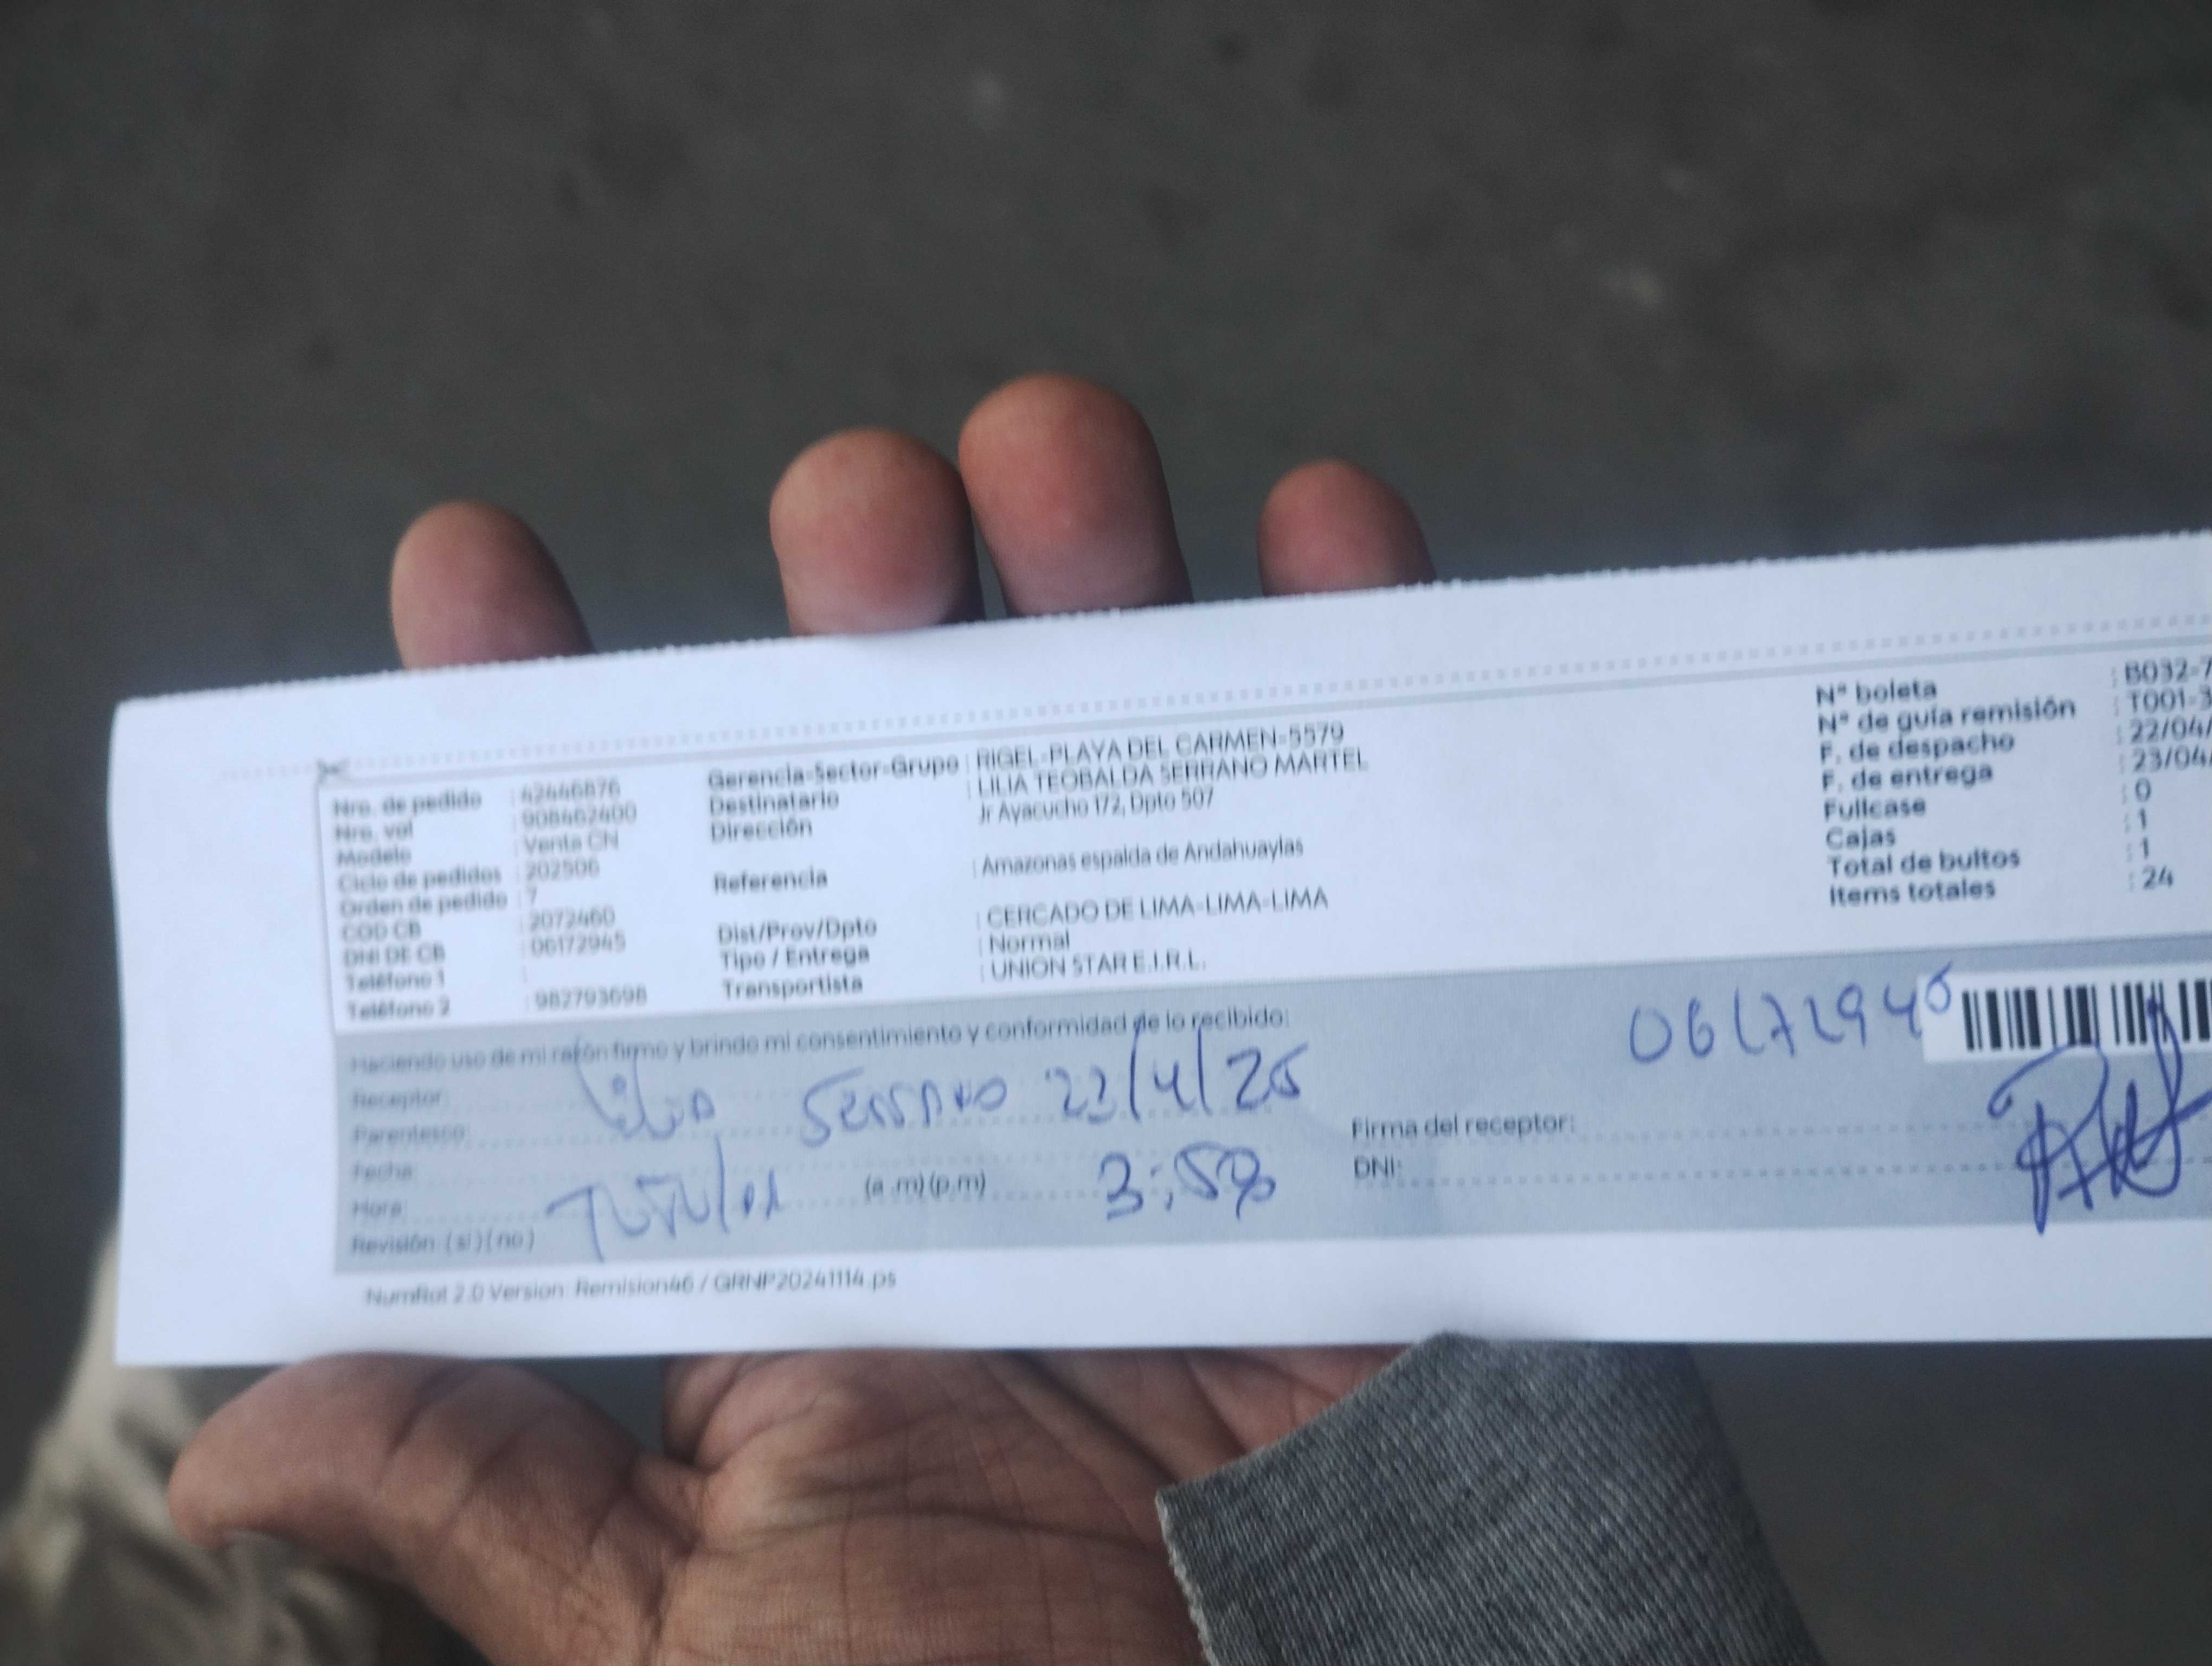 Nro. de pedido : 42446876
Nro. val : 908462400
Modelo : Venta CN
Ciclo de pedidos : 202506
Orden de pedido : 7
COD CB : 2072460
DNI DE CB : 06172945
Teléfono 1 :
Teléfono 2 : 982793698
Gerencia-Sector-Grupo : RIGEL-PLAYA DEL CARMEN-5579
Destinatario : LILIA TEOBALDA SERRANO MARTEL
Dirección Jr Ayacucho 172, Dpto 507
Referencia : Amazonas espalda de Andahuaylas
Dist/Prov/Dpto : CERCADO DE LIMA-LIMA-LIMA
Tipo / Entrega : Normal
Transportista : UNION STAR E.I.R.L.
N° boleta : B032-7
N° de guía remisión : T001-3
F. de despacho : 22/04/
F. de entrega : 23/04/
Fullcase : 0
Cajas : 1
Total de bultos : 1
Items totales : 24
Haciendo uso de mi razón firmo y brindo mi consentimiento y conformidad de lo recibido:
Receptor: Lilia Serrano 23/4/25
Parentesco:
Fecha:
Hora: Titular (a .m) (p.m) 3:58
Revisión: ( si ) ( no )
06172945
Firma del receptor:
DNI:
NumRot 2.0 Version: Remision46 / GRNP20241114.ps